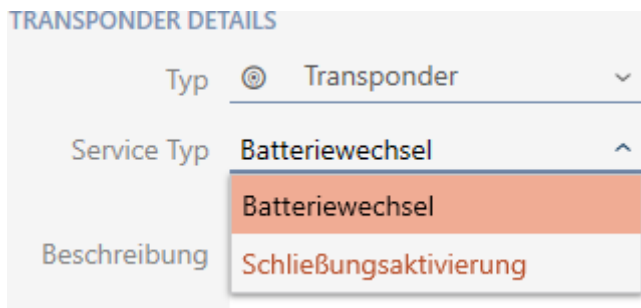 TRANSPONDER DETAILS
Typ Transponder
Service Typ Batteriewechsel
Batteriewechsel
Beschreibung
Schließungsaktivierung